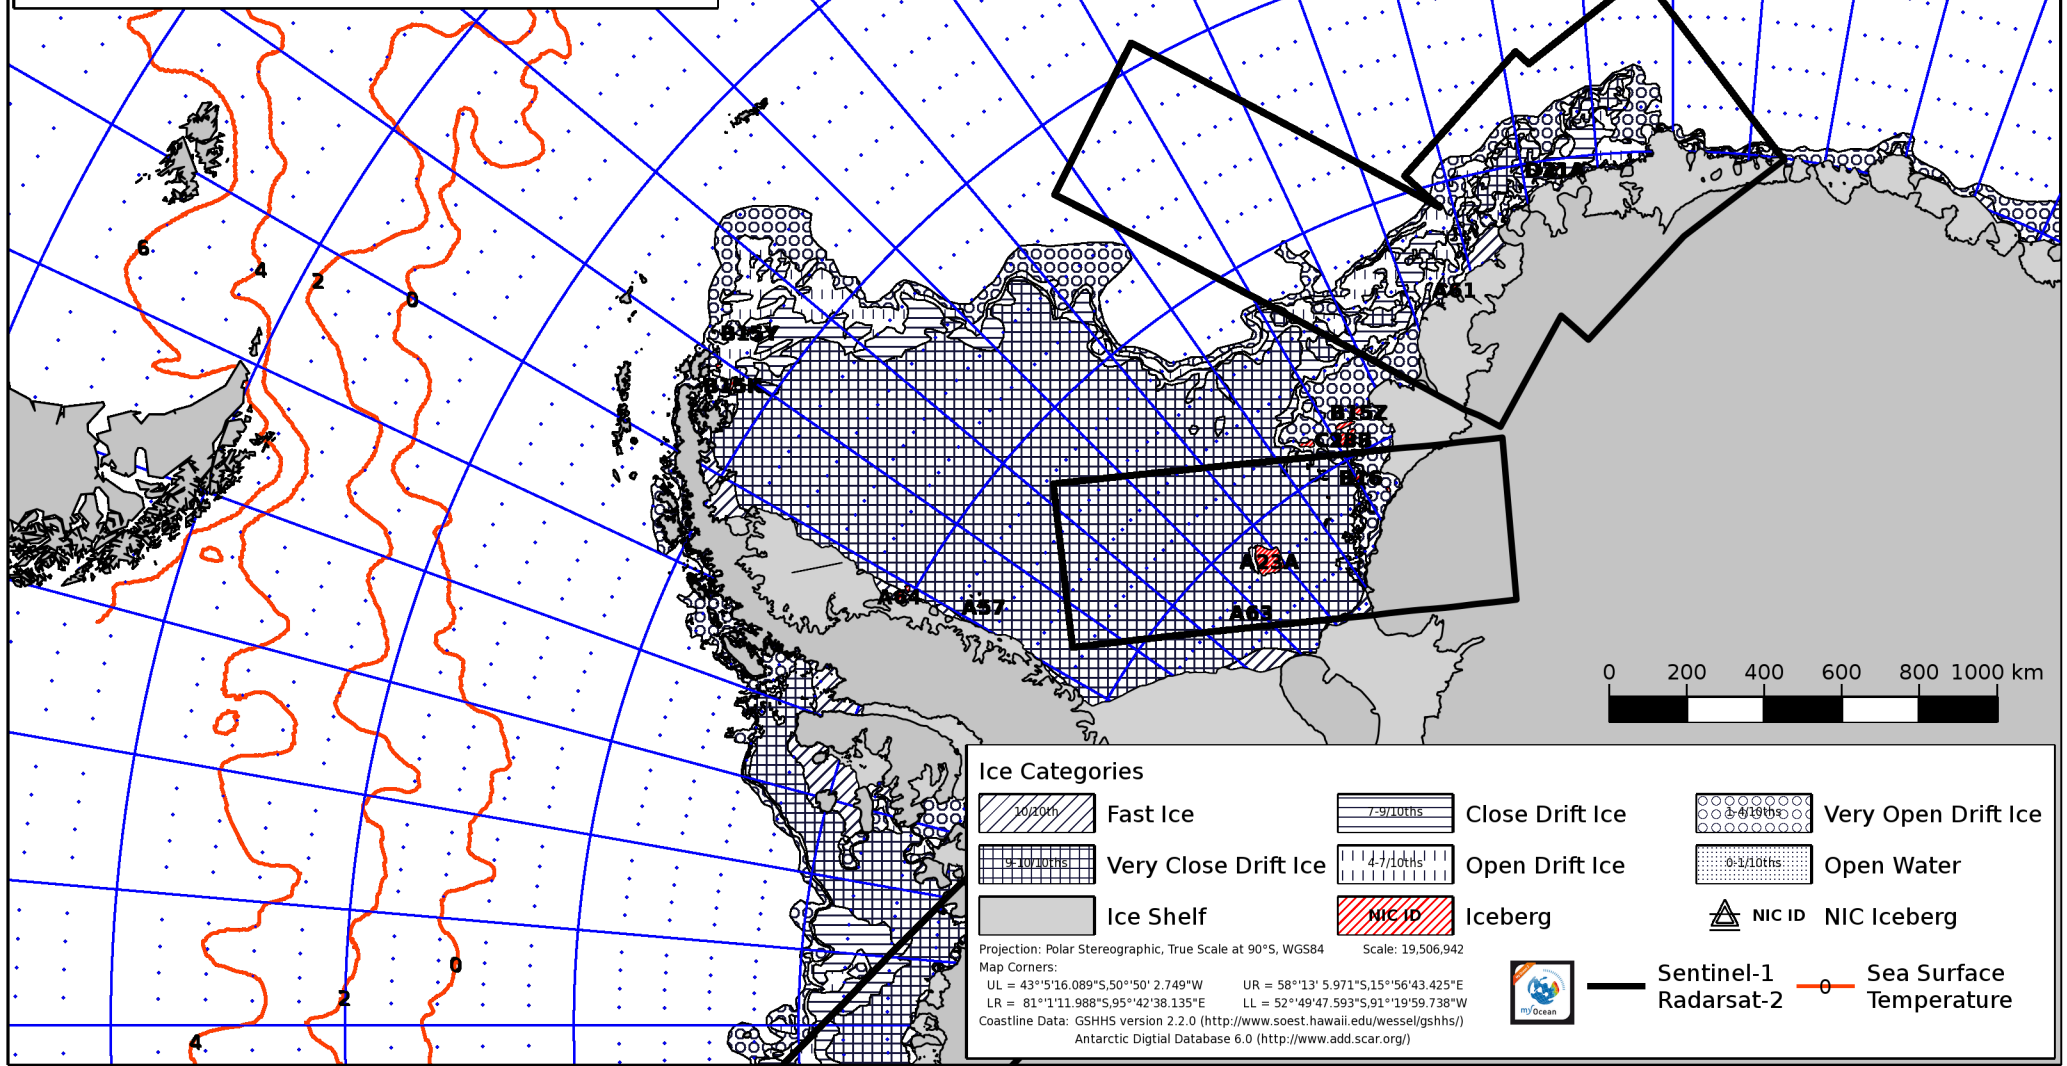 6
4
2
0
B15Y
A61
B15Z
C28B
B16
A23A
A64
A57
A63
0 200 400 600 800 1000 km
0
2
4
Ice Categories
10/10th Fast Ice
7-9/10ths Close Drift Ice
1-4/10ths Very Open Drift Ice
9-10/10ths Very Close Drift Ice
4-7/10ths Open Drift Ice
0-1/10ths Open Water
Ice Shelf
NIC ID Iceberg
NIC ID NIC Iceberg
Projection: Polar Stereographic, True Scale at 90°S, WGS84 Scale: 19,506,942
Map Corners:
UL = 43°'5'16.089"S,50°'50' 2.749"W UR = 58°'13' 5.971"S,15°'56'43.425"E
LR = 81°'1'11.988"S,95°'42'38.135"E LL = 52°'49'47.593"S,91°'19'59.738"W
Coastline Data: GSHHS version 2.2.0 (http://www.soest.hawaii.edu/wessel/gshhs/)
Antarctic Digtial Database 6.0 (http://www.add.scar.org/)
my Ocean
Sentinel-1
Radarsat-2
0
Sea Surface
Temperature